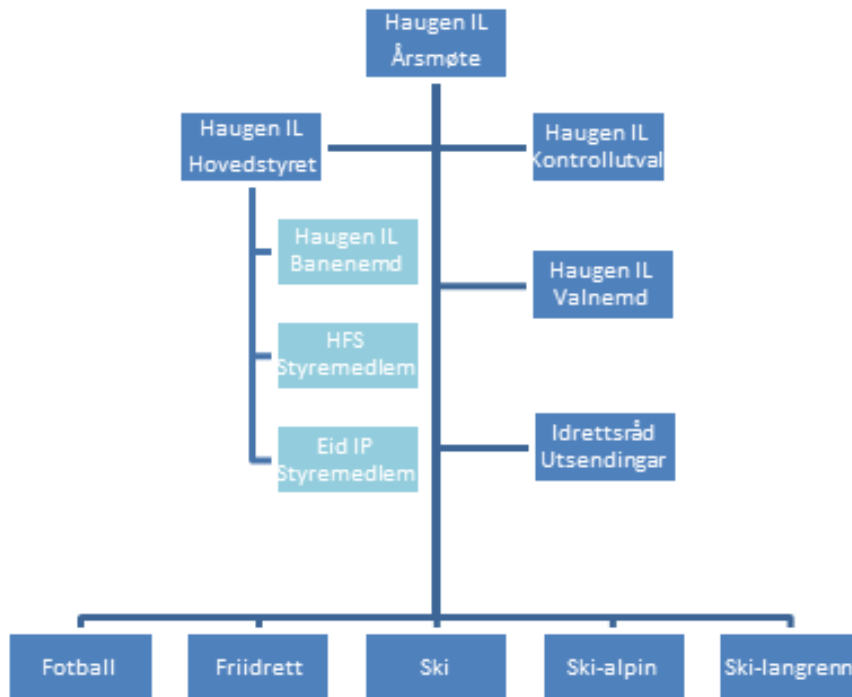 Haugen IL
Årsmøte
Haugen IL
Hovedstyret
Haugen IL
Kontrollutval
Haugen IL
Banenemd
Haugen IL
Valnemd
HFS
Styremedlem
Idrettsråd
Utsendingar
Eid IP
Styremedlem
Fotball
Friidrett
Ski
Ski-alpin
Ski-langrenn